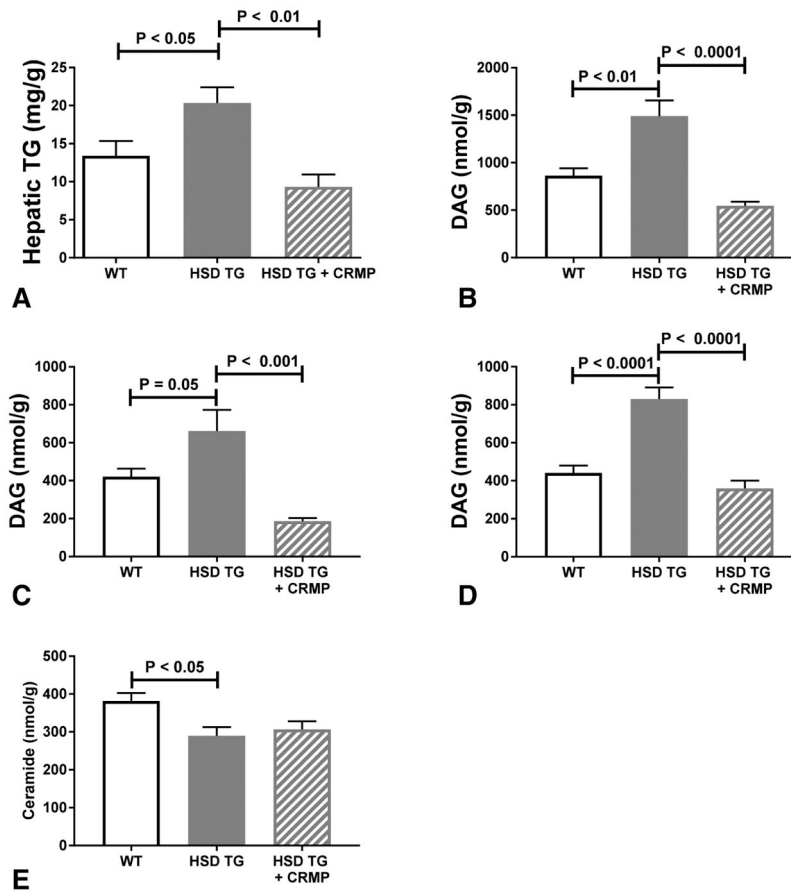 P < 0.01
P < 0.05
Hepatic TG (mg/g)
25
20
15
10
5
0
WT
HSD TG
HSD TG + CRMP
A
P < 0.0001
P < 0.01
DAG (nmol/g)
2000
1500
1000
500
0
WT
HSD TG
HSD TG
+ CRMP
B
P < 0.001
P = 0.05
DAG (nmol/g)
1000
800
600
400
200
0
WT
HSD TG
HSD TG
+ CRMP
C
P < 0.0001
P < 0.0001
DAG (nmol/g)
1000
800
600
400
200
0
WT
HSD TG
HSD TG
+ CRMP
D
P < 0.05
Ceramide (nmol/g)
500
400
300
200
100
0
WT
HSD TG
HSD TG
+ CRMP
E